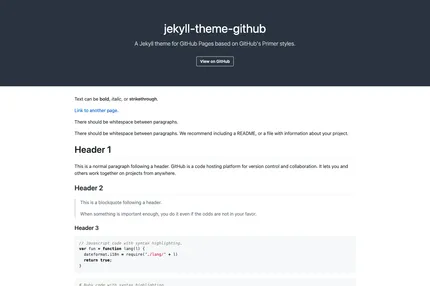 jekyll-theme-github
A Jekyll theme for GitHub Pages based on GitHub's Primer styles.
View on GitHub
Text can be bold, italic, or strikethrough.
Link to another page.
There should be whitespace between paragraphs.
There should be whitespace between paragraphs. We recommend including a README, or a file with information about your project.
Header 1
This is a normal paragraph following a header. GitHub is a code hosting platform for version control and collaboration. It lets you and
others work together on projects from anywhere.
Header 2
This is a blockquote following a header.
When something is important enough, you do it even if the odds are not in your favor.
Header 3
// Javascript code with syntax highlighting.
var fun = function lang(l) {
dateformat.i18n = require('./lang/' + l)
return true;
}
# Ruby code with syntax highlighting